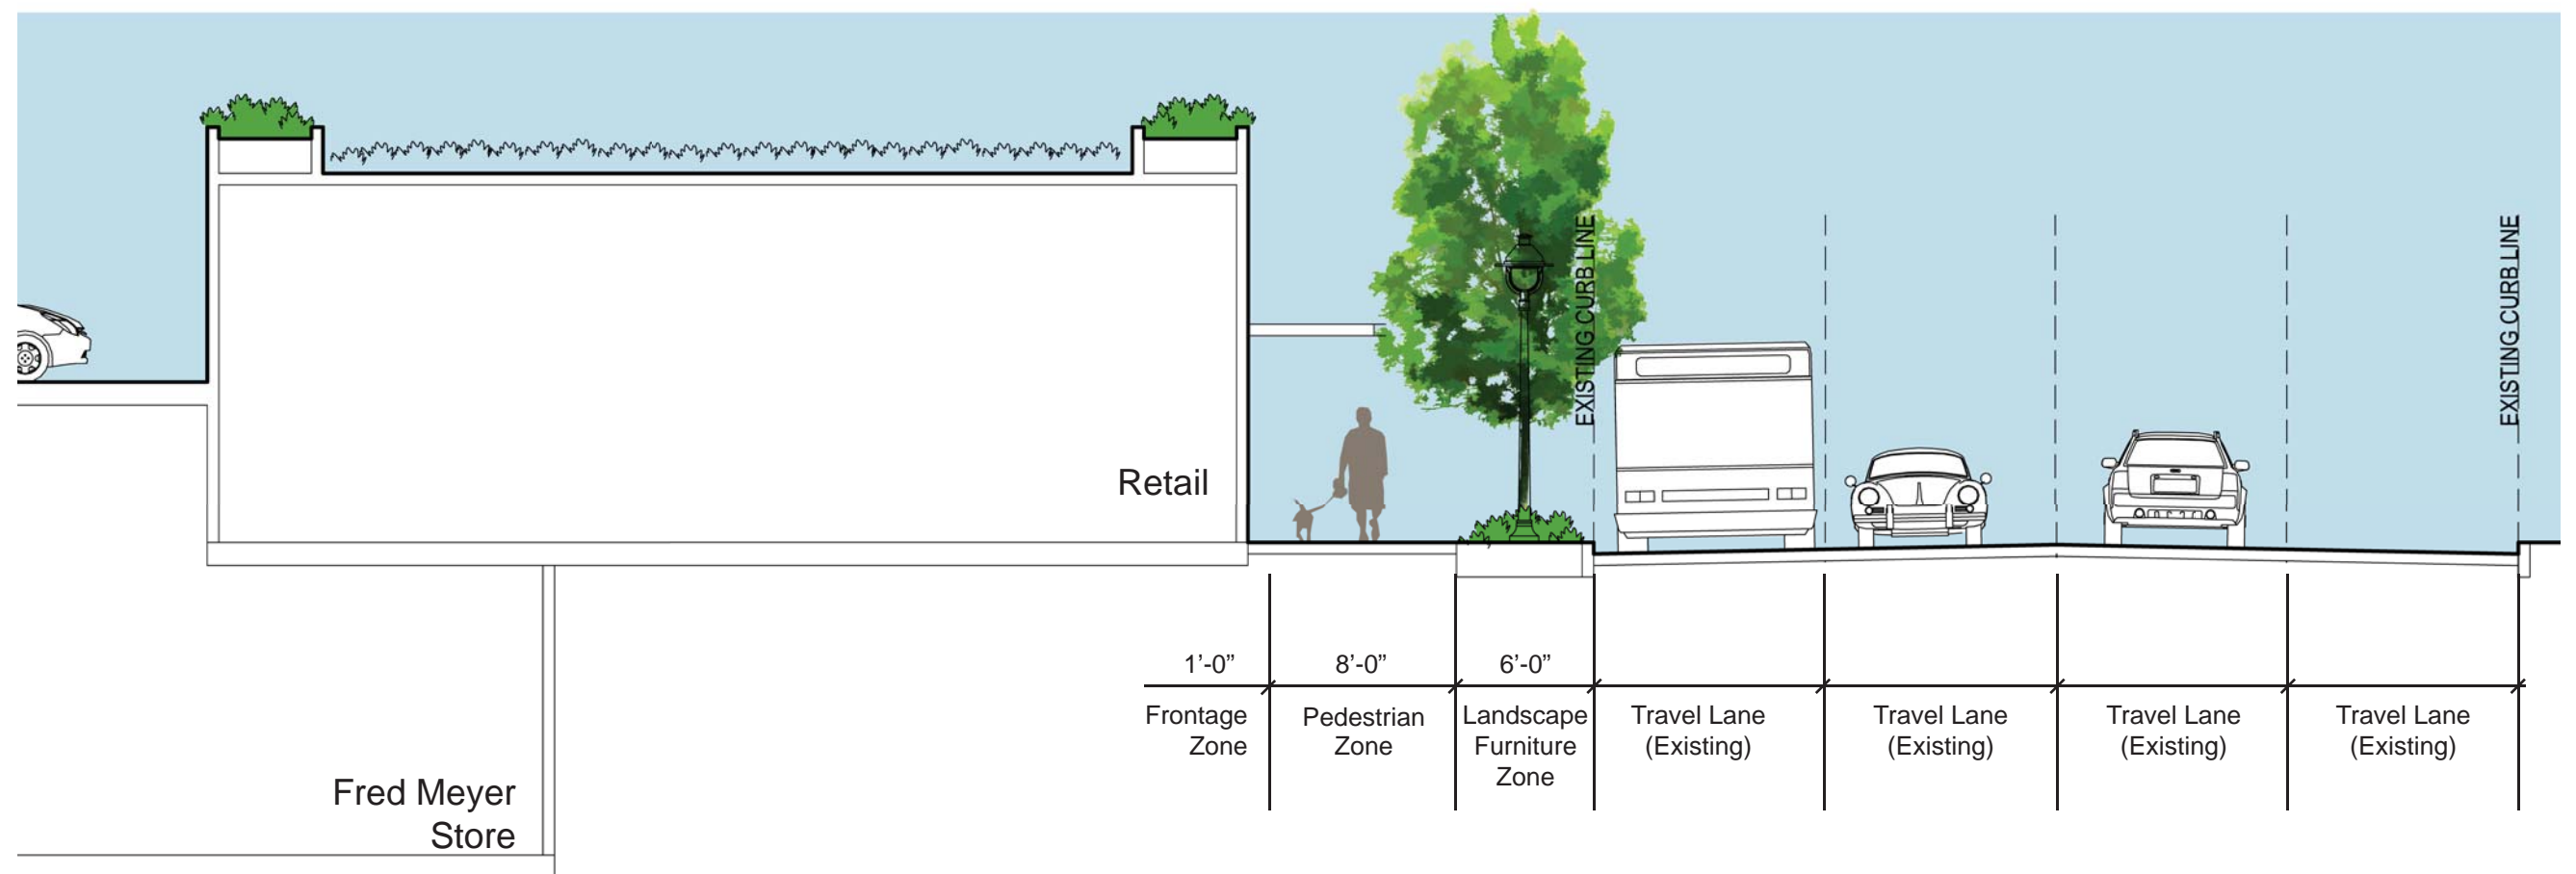 EXISTING CURB LINE
EXISTING CURB LINE
Retail
1’-0”
8’-0”
6’-0”
Frontage
Zone
Pedestrian
Zone
Landscape
Furniture
Zone
Travel Lane
(Existing)
Travel Lane
(Existing)
Travel Lane
(Existing)
Travel Lane
(Existing)
Fred Meyer
Store